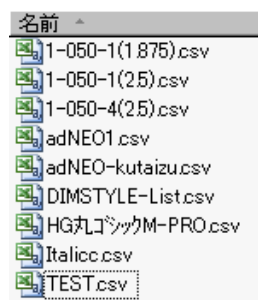 名前
1-050-1(1.875).csv
1-050-1(2.5).csv
1-050-4(2.5).csv
adNEO1.csv
adNEO-kutaizu.csv
DIMSTYLE-List.csv
HG丸ｺﾞｼｯｸM-PRO.csv
Italicc.csv
TEST.csv